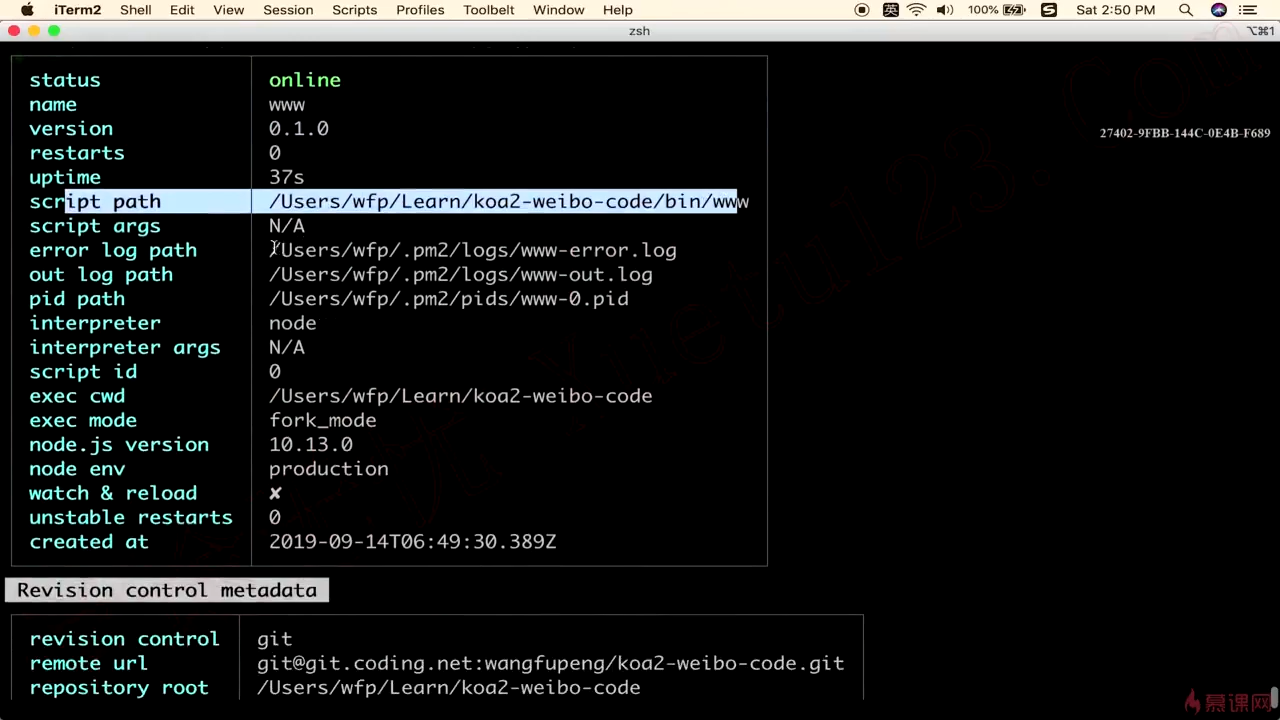 iTerm2 Shell Edit View Session Scripts Profiles Toolbelt Window Help 英 100% Sat 2:50 PM
zsh ⌥⌘1
status online
name www
version 0.1.0
restarts 0
uptime 37s
script path /Users/wfp/Learn/koa2-weibo-code/bin/www
script args N/A
error log path /Users/wfp/.pm2/logs/www-error.log
out log path /Users/wfp/.pm2/logs/www-out.log
pid path /Users/wfp/.pm2/pids/www-0.pid
interpreter node
interpreter args N/A
script id 0
exec cwd /Users/wfp/Learn/koa2-weibo-code
exec mode fork_mode
node.js version 10.13.0
node env production
watch & reload ✘
unstable restarts 0
created at 2019-09-14T06:49:30.389Z
Revision control metadata
revision control git
remote url git@git.coding.net:wangfupeng/koa2-weibo-code.git
repository root /Users/wfp/Learn/koa2-weibo-code
27402-9FBB-144C-0E4B-F689
慕课网